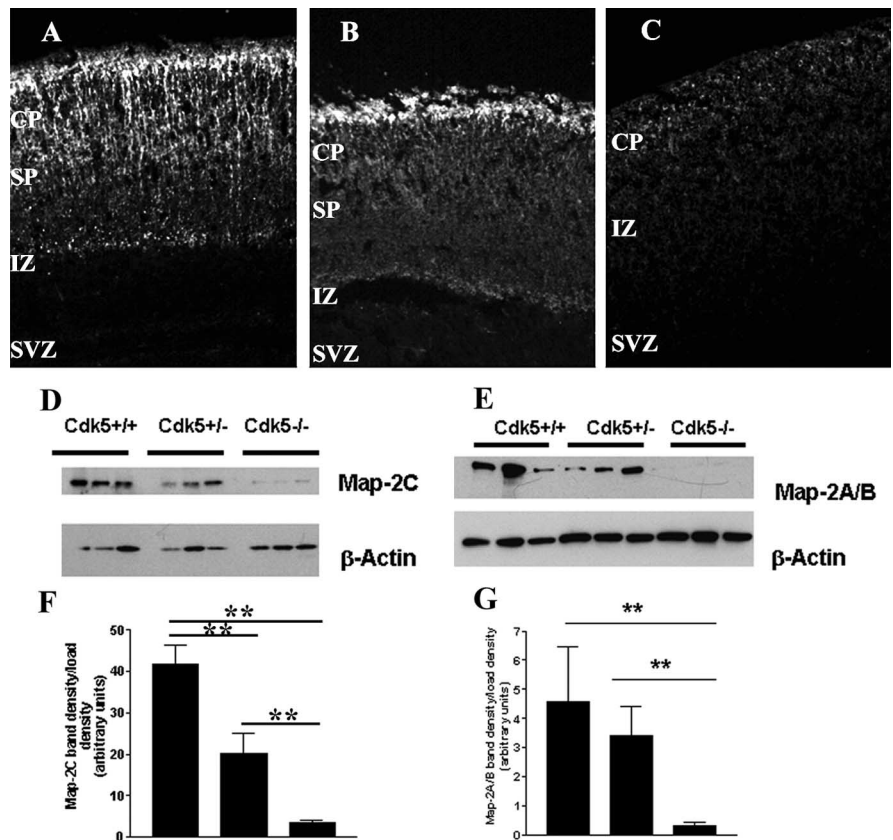 A
CP
SP
IZ
SVZ
B
CP
SP
IZ
SVZ
C
CP
IZ
SVZ
D
Cdk5+/+ Cdk5+/- Cdk5-/-
Map-2C
β-Actin
E
Cdk5+/+ Cdk5+/- Cdk5-/-
Map-2A/B
β-Actin
F
Map-2C band density/load
density
(arbitrary units)
50
40
20
10
0
**
**
**
G
Map-2A/B band density/load density
(arbitrary units)
7
6
5
4
3
2
1
0
**
**